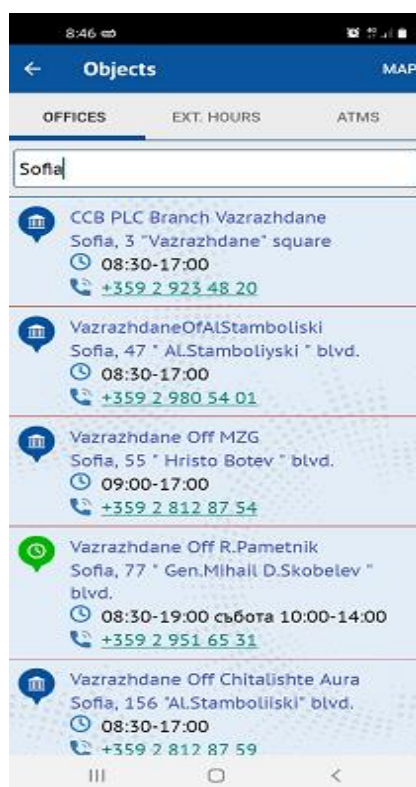 8:46
Objects
MAP
OFFICES
EXT. HOURS
ATMS
Sofia
CCB PLC Branch Vazrazhdane
Sofia, 3 "Vazrazhdane" square
08:30-17:00
+359 2 923 48 20
VazrazhdaneOfAlStamboliski
Sofia, 47 " Al.Stamboliyski " blvd.
08:30-17:00
+359 2 980 54 01
Vazrazhdane Off MZG
Sofia, 55 " Hristo Botev " blvd.
09:00-17:00
+359 2 812 87 54
Vazrazhdane Off R.Pametnik
Sofia, 77 " Gen.Mihail D.Skobelev "
blvd.
08:30-19:00 събота 10:00-14:00
+359 2 951 65 31
Vazrazhdane Off Chitalishte Aura
Sofia, 156 "Al.Stamboliiski" blvd.
08:30-17:00
+359 2 812 87 59